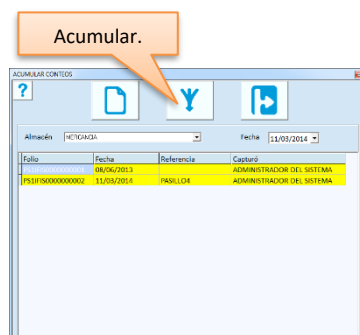 Acumular.
ACUMULAR CONTEOS
?
Almacén MERCANCIA Fecha 11/03/2014
Folio Fecha Referencia Capturó
08/06/2013 ADMINISTRADOR DEL SISTEMA
PS1IFIS0000000002 11/03/2014 PASILLO4 ADMINISTRADOR DEL SISTEMA